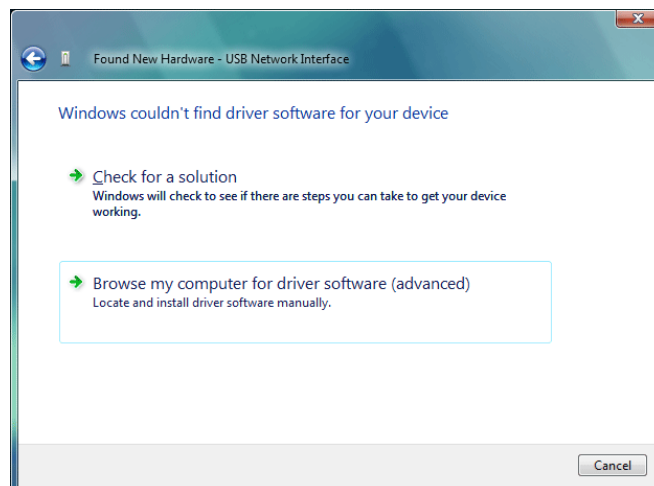 Found New Hardware - USB Network Interface
Windows couldn't find driver software for your device
Check for a solution
Windows will check to see if there are steps you can take to get your device
working.
Browse my computer for driver software (advanced)
Locate and install driver software manually.
Cancel